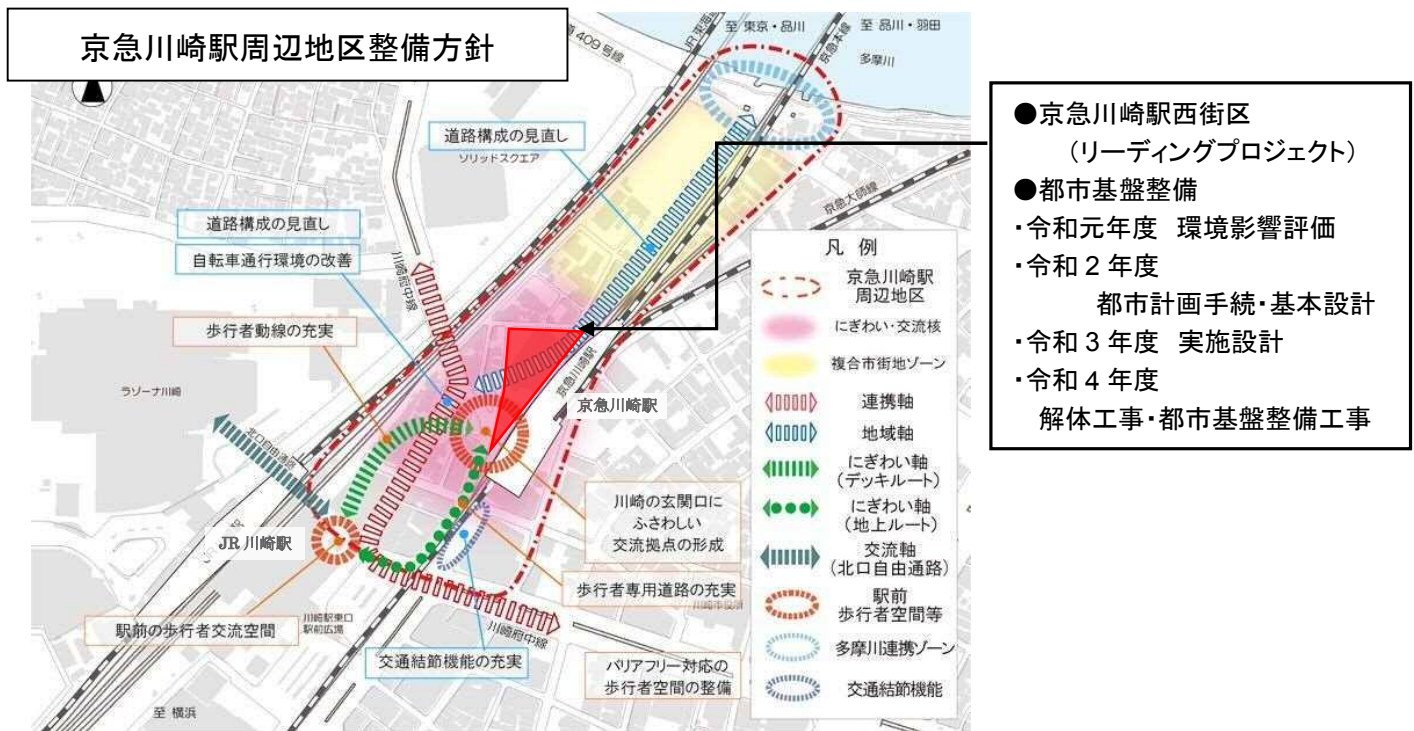 京急川崎駅周辺地区整備方針
409号線
JR東海道
至 東京・品川
京急本線
至 品川・羽田
多摩川
道路構成の見直し
ソリッドスクエア
京急大師線
道路構成の見直し
自転車通行環境の改善
川崎府中線
歩行者動線の充実
ラゾーナ川崎
北口自由通路
京急川崎駅
京急川崎駅
JR 川崎駅
川崎の玄関口に
ふさわしい
交流拠点の形成
歩行者専用道路の充実
川崎市役所
川崎駅東口
駅前広場
駅前の歩行者交流空間
川崎府中線
交通結節機能の充実
バリアフリー対応の
歩行者空間の整備
至 横浜
凡 例
京急川崎駅
周辺地区
にぎわい・交流核
複合市街地ゾーン
連携軸
地域軸
にぎわい軸
(デッキルート)
にぎわい軸
(地上ルート)
交流軸
(北口自由通路)
駅前
歩行者空間等
多摩川連携ゾーン
交通結節機能
●京急川崎駅西街区
(リーディングプロジェクト)
●都市基盤整備
・令和元年度 環境影響評価
・令和2年度
都市計画手続・基本設計
・令和3年度 実施設計
・令和4年度
解体工事・都市基盤整備工事